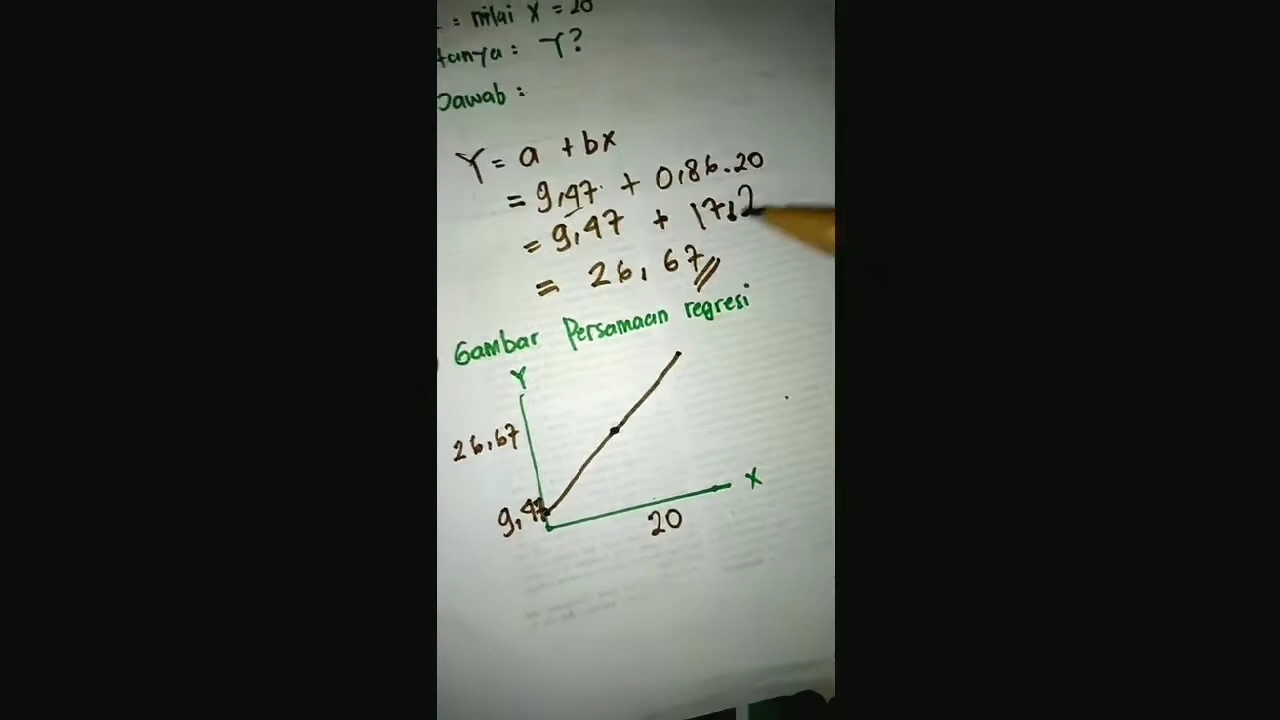 : nilai X = 20
tanya : Y?
Jawab :
Y = a + bx
= 9,47 + 0,86.20
= 9,47 + 17,2
= 26,67
Gambar Persamaan regresi
Y
26,67
9,47
X
20